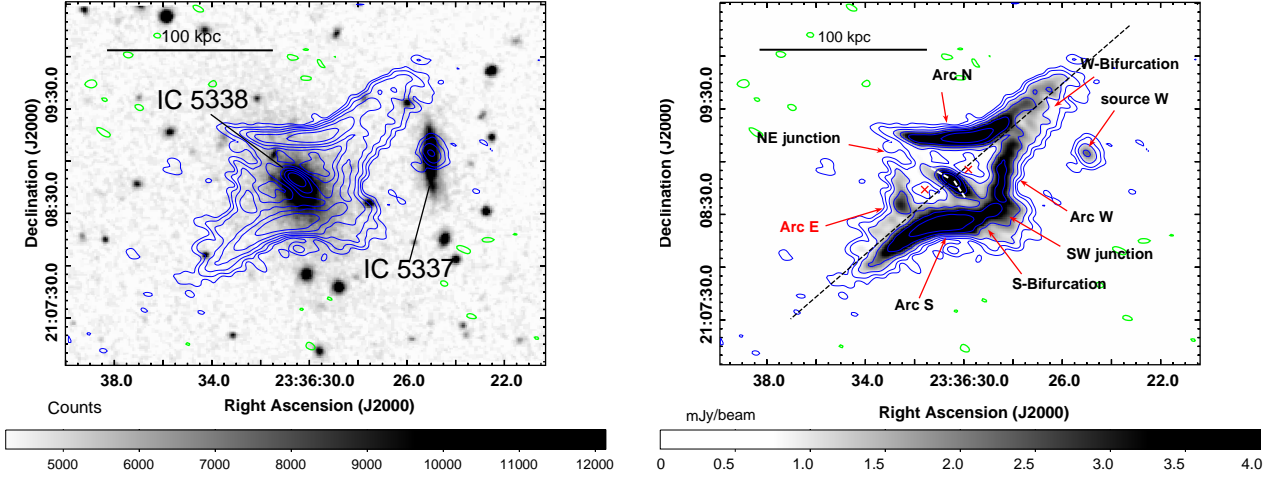 100 kpc
IC 5338
IC 5337
Declination (J2000)
09:30.0
08:30.0
21:07:30.0
38.0
34.0
23:36:30.0
26.0
22.0
Right Ascension (J2000)
Counts
5000
6000
7000
8000
9000
10000
11000
12000
100 kpc
Arc N
W-Bifurcation
source W
NE junction
Arc E
Arc W
SW junction
S-Bifurcation
Arc S
Declination (J2000)
09:30.0
08:30.0
21:07:30.0
38.0
34.0
23:36:30.0
26.0
22.0
Right Ascension (J2000)
mJy/beam
0
0.5
1.0
1.5
2.0
2.5
3.0
3.5
4.0